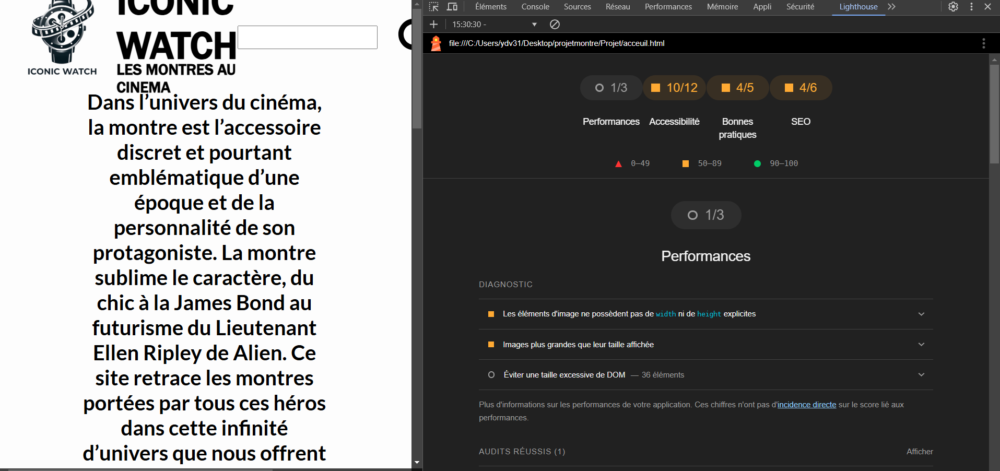 ICONIC
WATCH
LES MONTRES AU
CINEMA
ICONIC WATCH
Dans l’univers du cinéma,
la montre est l’accessoire
discret et pourtant
emblématique d’une
époque et de la
personnalité de son
protagoniste. La montre
sublime le caractère, du
chic à la James Bond au
futurisme du Lieutenant
Ellen Ripley de Alien. Ce
site retrace les montres
portées par tous ces héros
dans cette infinité
d’univers que nous offrent
Éléments Console Sources Réseau Performances Mémoire Appli Sécurité Lighthouse
15:30:30 -
file:///C:/Users/ydv31/Desktop/projetmontre/Projet/acceuil.html
1/3 10/12 4/5 4/6
Performances Accessibilité Bonnes pratiques SEO
0–49 50–89 90–100
1/3
Performances
DIAGNOSTIC
Les éléments d'image ne possèdent pas de width ni de height explicites
Images plus grandes que leur taille affichée
Éviter une taille excessive de DOM — 36 éléments
Plus d'informations sur les performances de votre application. Ces chiffres n'ont pas d'incidence directe sur le score lié aux
performances.
AUDITS RÉUSSIS (1) Afficher